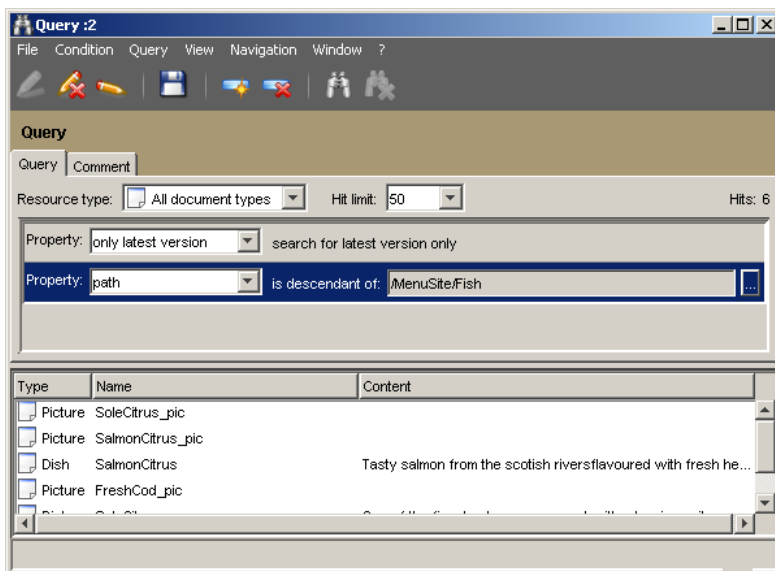 Query :2
File Condition Query View Navigation Window ?
Query
Query Comment
Resource type: All document types Hit limit: 50 Hits: 6
Property: only latest version search for latest version only
Property: path is descendant of: /MenuSite/Fish ...
Type Name Content
Picture SoleCitrus_pic
Picture SalmonCitrus_pic
Dish SalmonCitrus Tasty salmon from the scotish riversflavoured with fresh he...
Picture FreshCod_pic